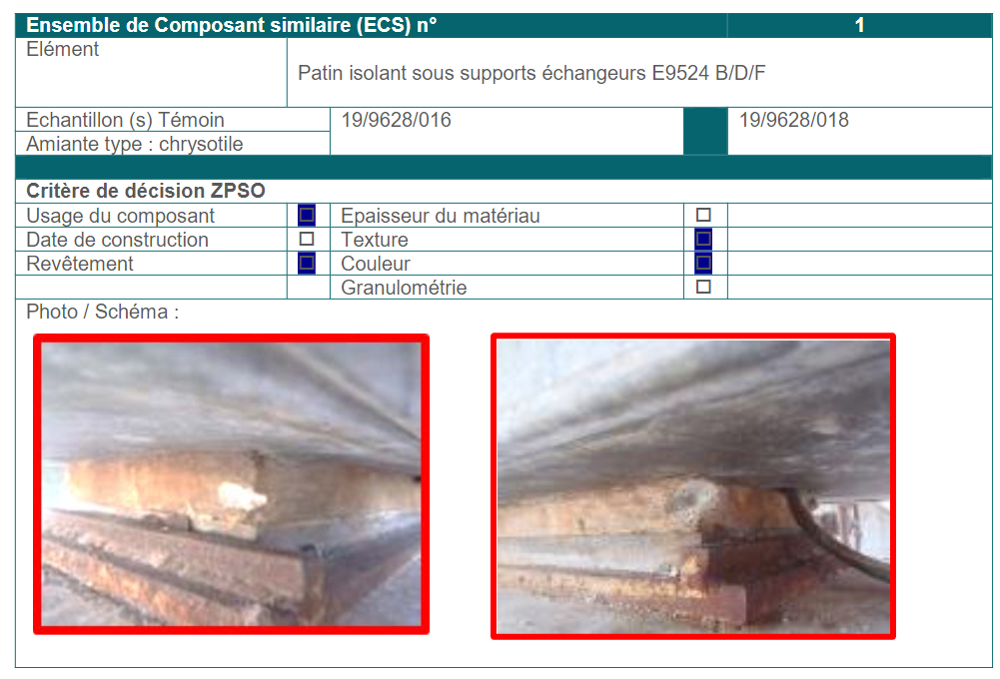 Ensemble de Composant similaire (ECS) n° 1
Elément
Patin isolant sous supports échangeurs E9524 B/D/F
Echantillon (s) Témoin 19/9628/016 19/9628/018
Amiante type : chrysotile
Critère de décision ZPSO
Usage du composant Epaisseur du matériau
Date de construction Texture
Revêtement Couleur
Granulométrie
Photo / Schéma :